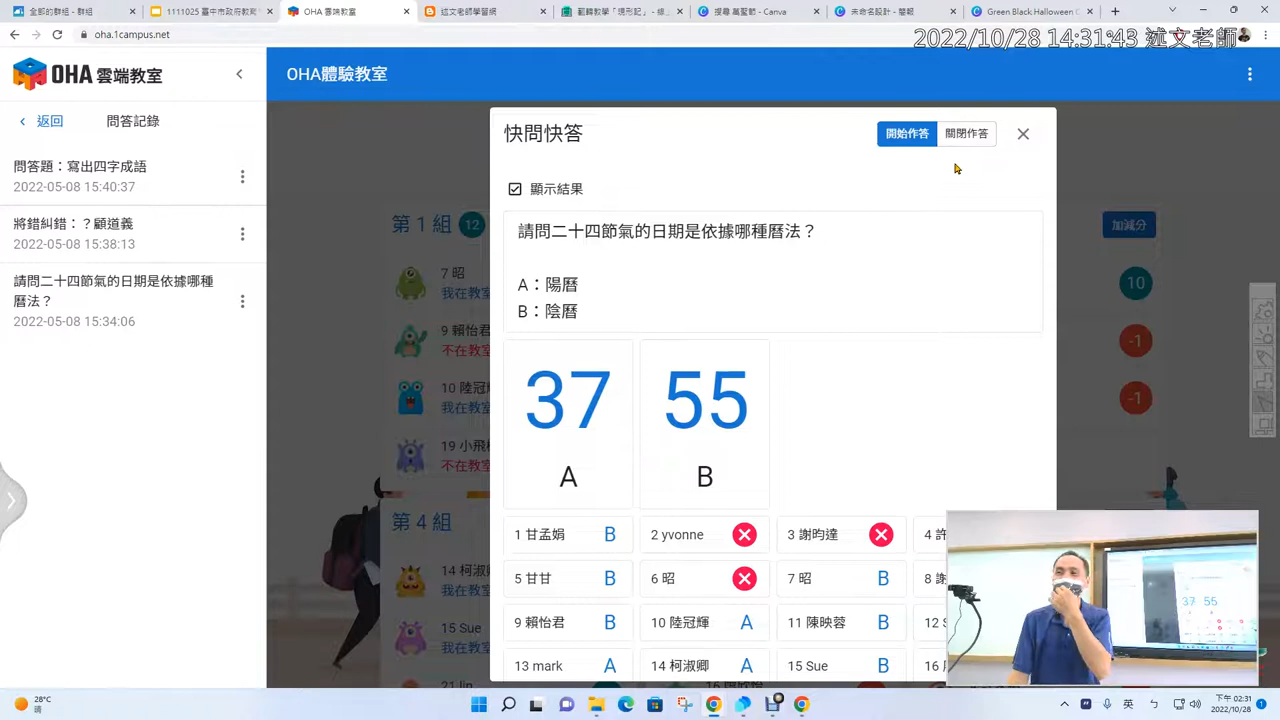 全部的群組 - 群組
1111025 臺中市政府教育
OHA 雲端教室
述文老師學習網
搜尋 萬聖節 - Canva
未命名設計 - 簡報
Green Black Halloween
oha.1campus.net
2022/10/28 14:31:43 述文老師
OHA 雲端教室
OHA體驗教室
返回
問答記錄
問答題：寫出四字成語
2022-05-08 15:40:37
將錯糾錯：？顧道義
2022-05-08 15:38:13
請問二十四節氣的日期是依據哪種
曆法？
2022-05-08 15:34:06
第 1 組
12
7 昭
我在教室
9 賴怡君
不在教室
10 陸冠輝
我在教室
19 小飛
不在教室
第 4 組
14 柯淑卿
我在教
15 Sue
我在教
21 lin
加減分
10
-1
-1
快問快答
開始作答
關閉作答
顯示結果
請問二十四節氣的日期是依據哪種曆法？
A：陽曆
B：陰曆
37
A
55
B
1 甘孟娟 B
2 yvonne
3 謝昀達
4 許
5 甘甘 B
6 昭
7 昭 B
8 謝
9 賴怡君 B
10 陸冠輝 A
11 陳映蓉 B
12 S
13 mark A
14 柯淑卿 A
15 Sue B
16
37 55
28°C
晴
英
下午 02:31
2022/10/28